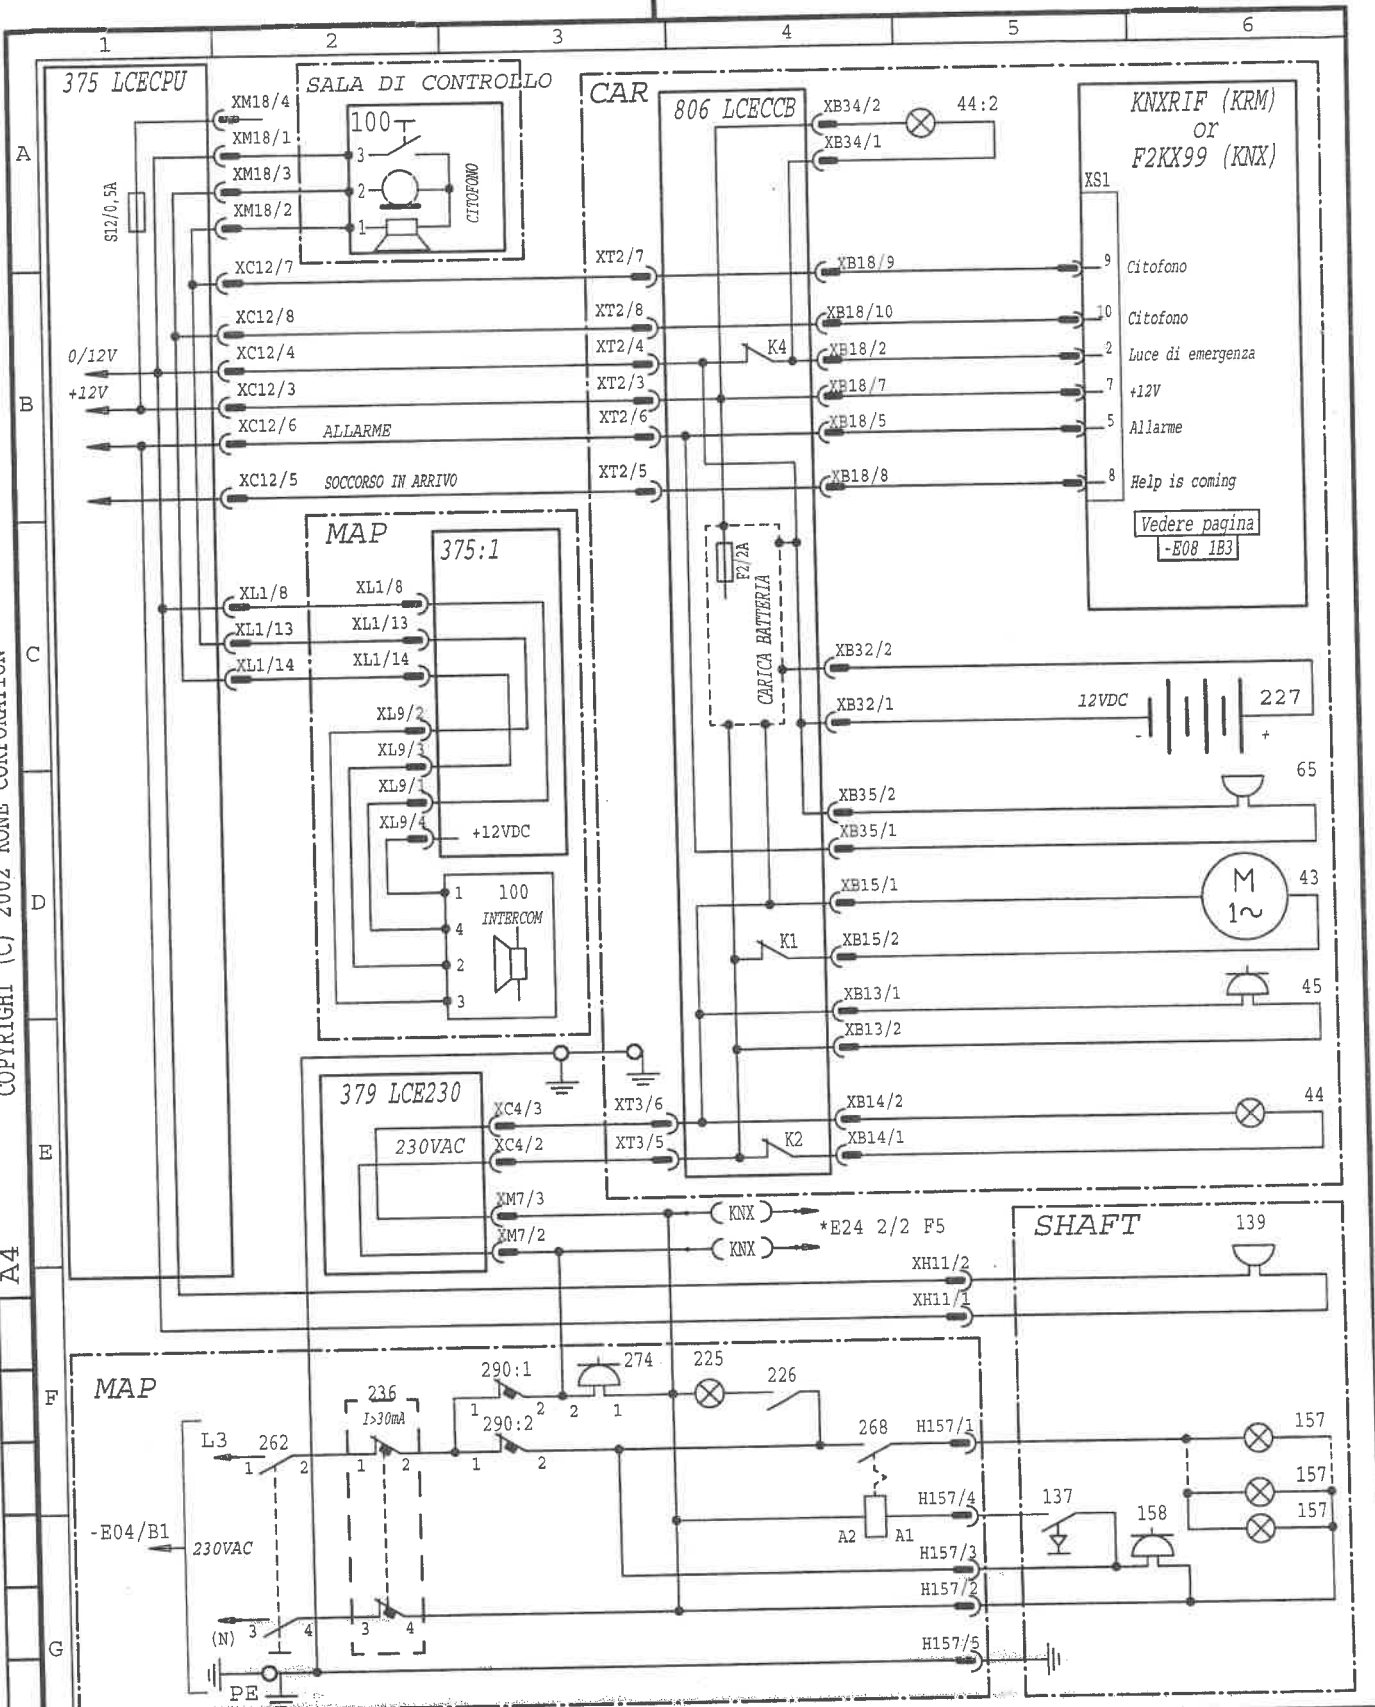 1 2 3 4 5 6
A
B
C
D
E
F
G
COPYRIGHT (C) 2002 KONE CORPORATION
A4
375 LCECPU
XM18/4
XM18/1
XM18/3
XM18/2
S12/0,5A
SALA DI CONTROLLO
100
3
2
1
CITOFONO
CAR
806 LCECCB
XB34/2
44:2
XB34/1
KNXRIF (KRM)
or
F2KX99 (KNX)
XS1
XC12/7
XT2/7
XB18/9
9
Citofono
XC12/8
XT2/8
XB18/10
10
Citofono
0/12V
XC12/4
XT2/4
K4
XB18/2
2
Luce di emergenza
+12V
XC12/3
XT2/3
XB18/7
7
+12V
XC12/6
ALLARME
XT2/6
XB18/5
5
Allarme
XC12/5
SOCCORSO IN ARRIVO
XT2/5
XB18/8
8
Help is coming
Vedere pagina
-E08 1B3
MAP
375:1
XL1/8
XL1/8
XL1/13
XL1/13
XL1/14
XL1/14
XL9/2
XL9/3
XL9/1
XL9/4
+12VDC
1
4
2
3
100
INTERCOM
F2/2A
CARICA BATTERIA
XB32/2
XB32/1
12VDC
-
+
227
XB35/2
65
XB35/1
XB15/1
M
1~
43
K1
XB15/2
XB13/1
45
XB13/2
379 LCE230
230VAC
XC4/3
XT3/6
XB14/2
44
XC4/2
XT3/5
K2
XB14/1
XM7/3
KNX
XM7/2
KNX
*E24 2/2 F5
SHAFT
139
XH11/2
XH11/1
MAP
290:1
1
2
274
2
1
225
226
236
I>30mA
290:2
1
2
L3
262
1
2
1
2
268
H157/1
157
H157/4
137
158
157
157
A2
A1
-E04/B1
230VAC
H157/3
H157/2
(N)
3
4
3
4
H157/5
PE